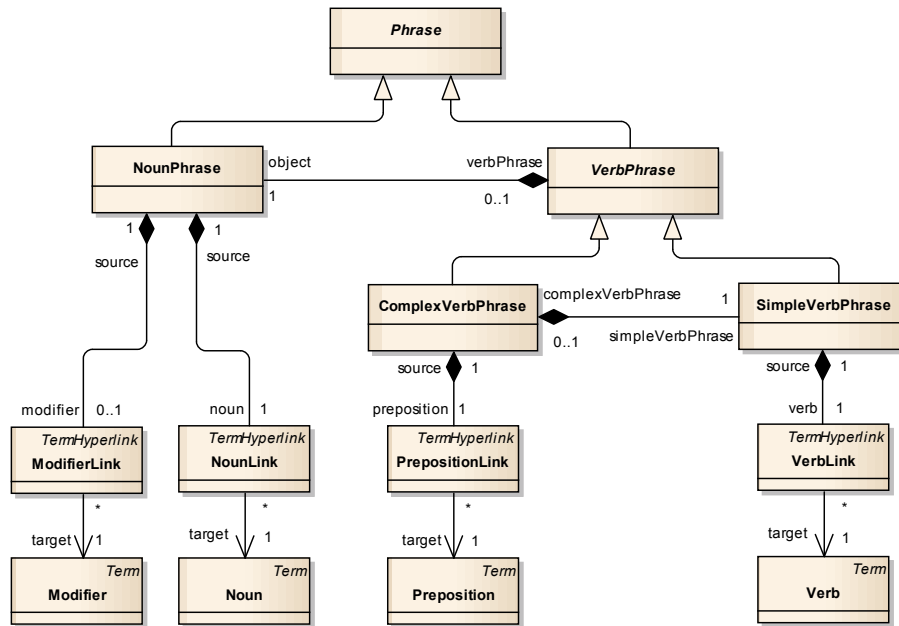 Phrase
NounPhrase
object
1
verbPhrase
0..1
VerbPhrase
1
source
1
source
ComplexVerbPhrase
complexVerbPhrase
0..1
1
simpleVerbPhrase
SimpleVerbPhrase
source
1
source
1
modifier
0..1
noun
1
preposition
1
verb
1
TermHyperlink
ModifierLink
TermHyperlink
NounLink
TermHyperlink
PrepositionLink
TermHyperlink
VerbLink
*
target
1
*
target
1
*
target
1
*
target
1
Term
Modifier
Term
Noun
Term
Preposition
Term
Verb